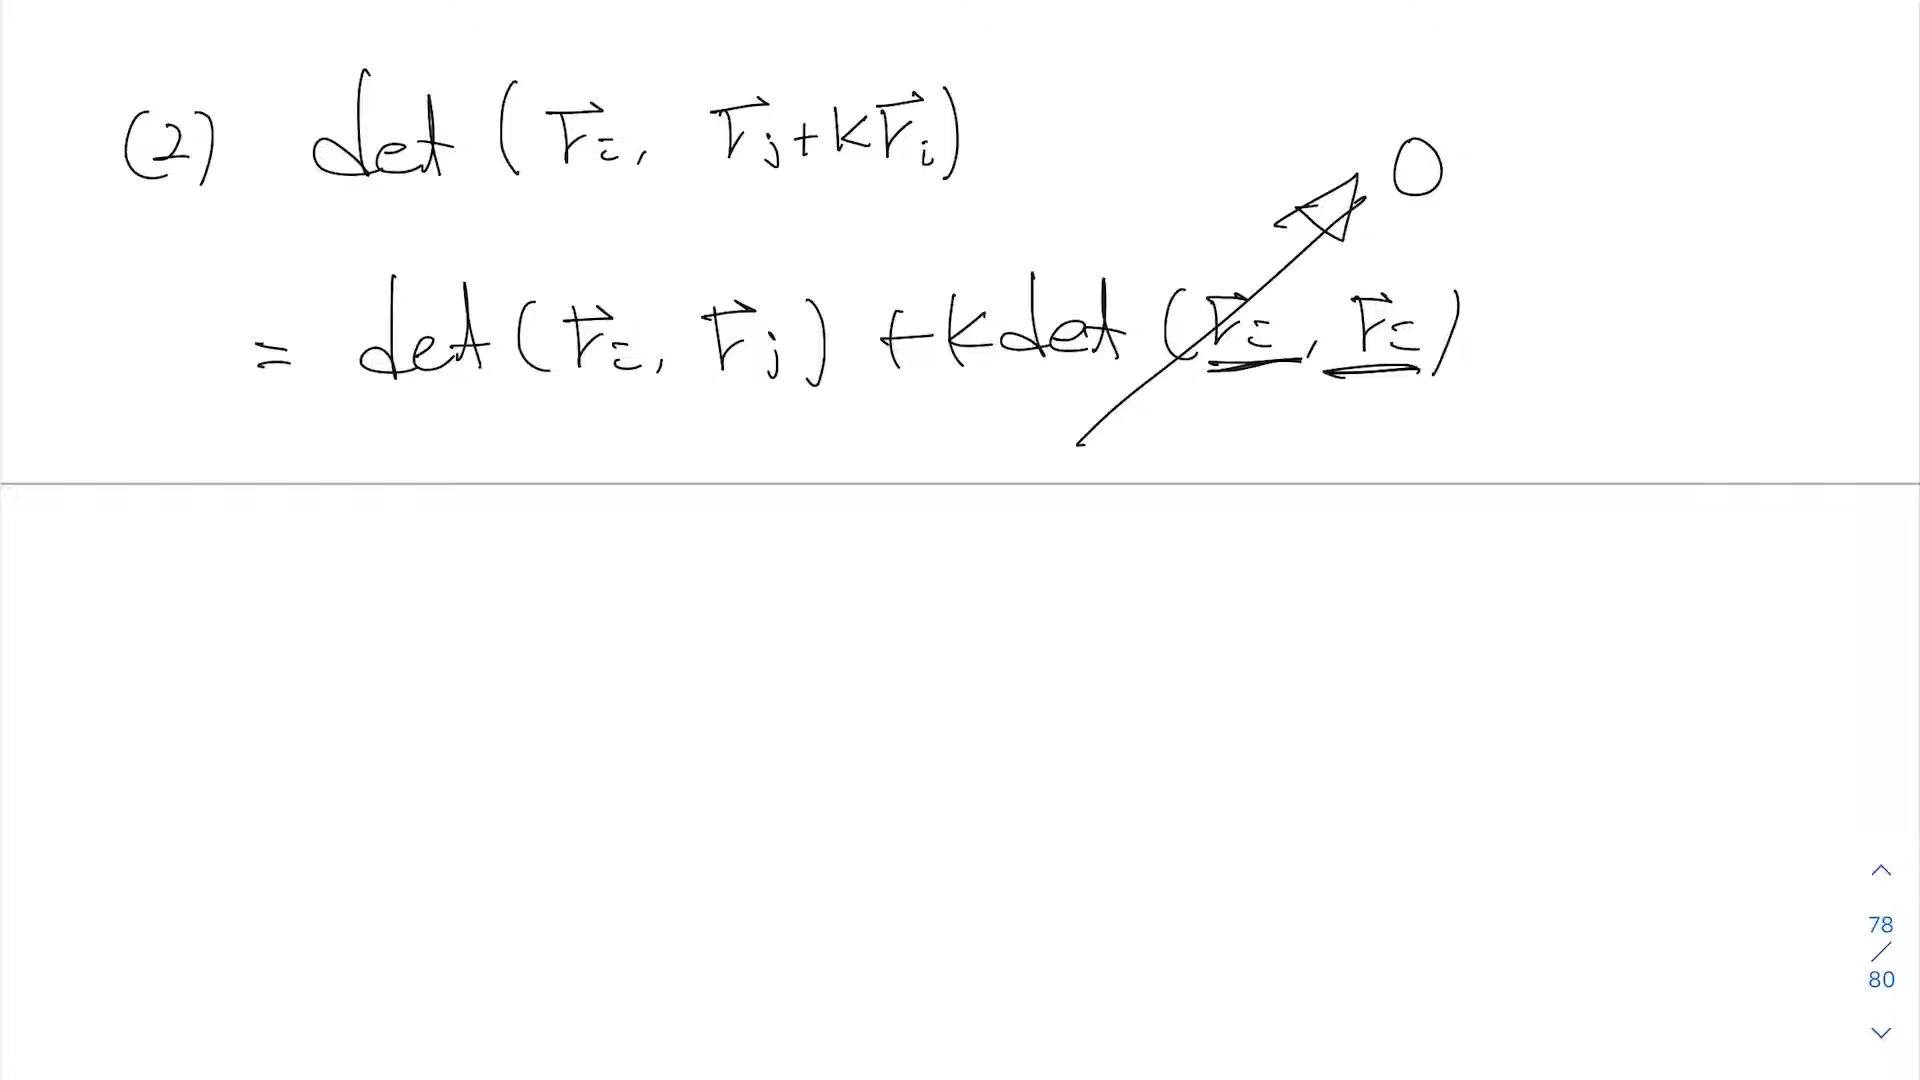 (2) det (r⃗i, r⃗j+kr⃗i)
0
= det (r⃗i, r⃗j) +kdet (r⃗i, r⃗i)
78
/
80